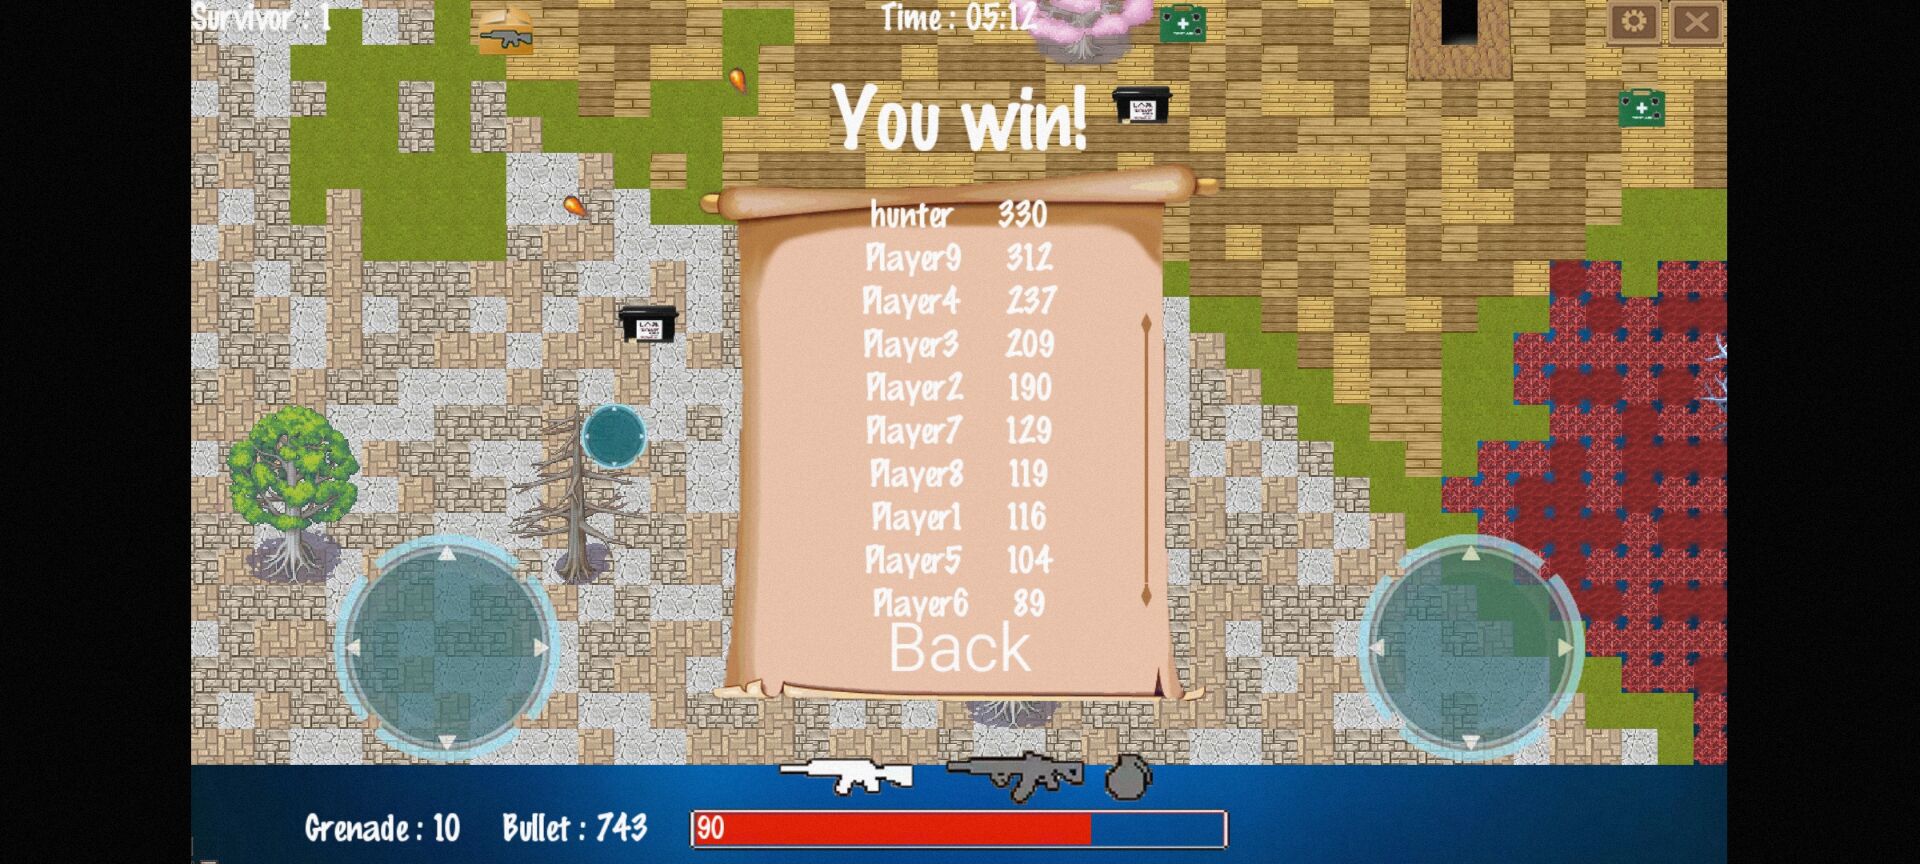 Survivor : 1
Time : 05:12
You win!
hunter 330
Player9 312
Player4 237
Player3 209
Player2 190
Player7 129
Player8 119
Player1 116
Player5 104
Player6 89
Back
Grenade : 10 Bullet : 743
90